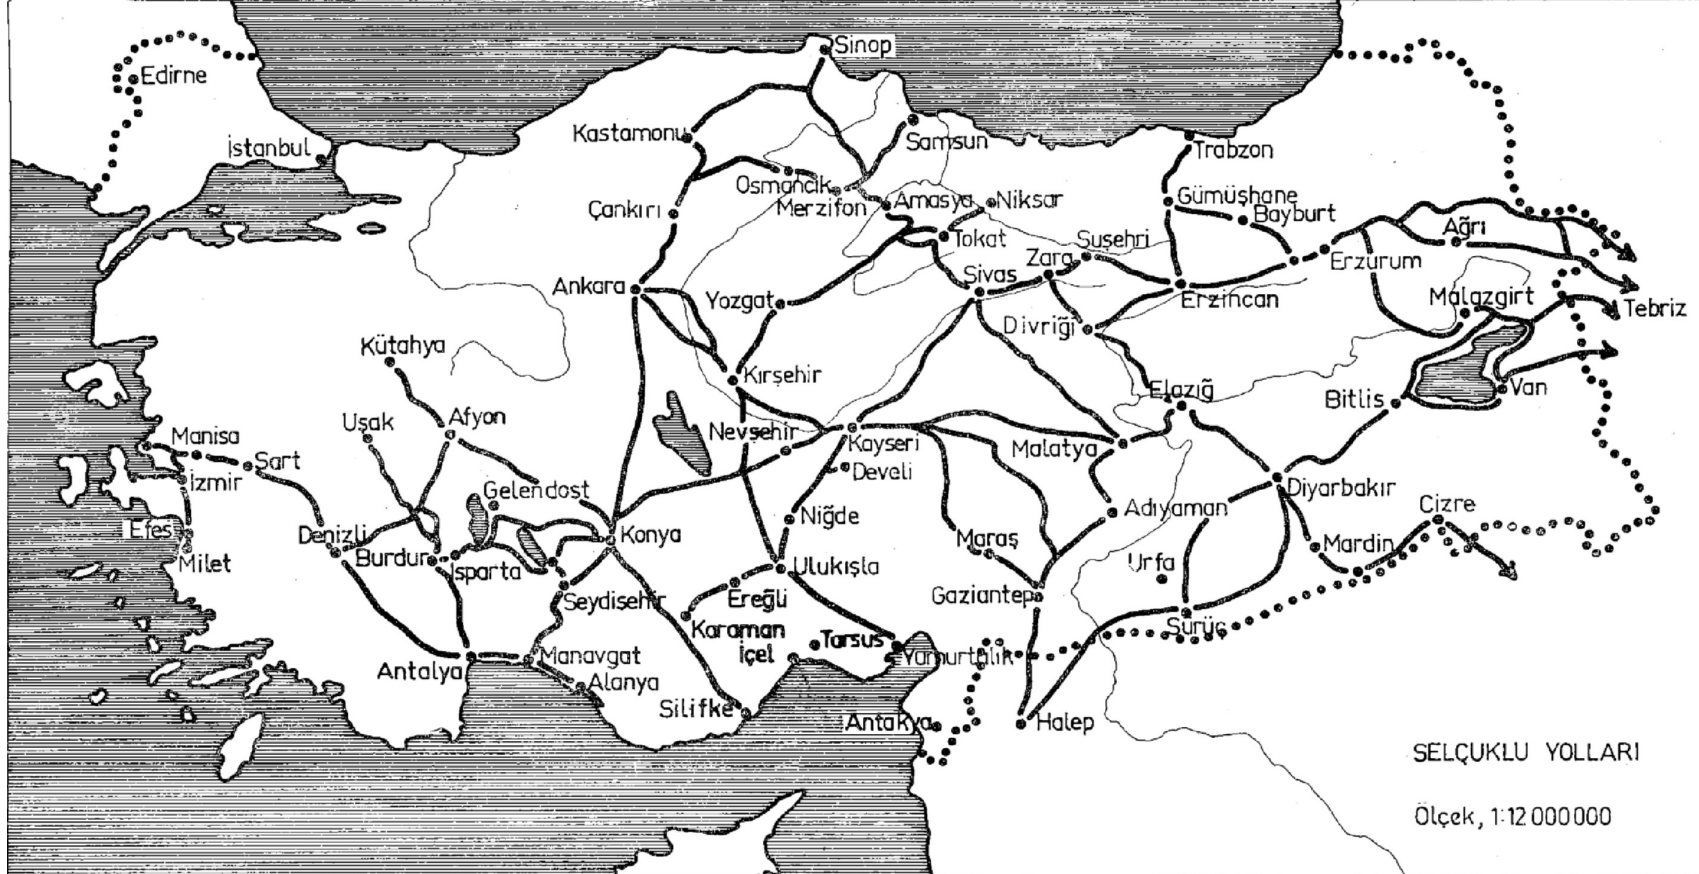 Sinop
Edirne
Kastamonu
Samsun
İstanbul
Trabzon
Osmancık
Merzifon
Amasya
Niksar
Gümüşhane
Bayburt
Çankırı
Tokat
Suşehri
Ağrı
Zara
Erzurum
Ankara
Yozgat
Sivas
Erzincan
Malazgirt
Tebriz
Divriği
Kütahya
Kırşehir
Elazığ
Van
Bitlis
Uşak
Afyon
Nevşehir
Kayseri
Malatya
Manisa
Sart
Develi
İzmir
Gelendost
Diyarbakır
Adıyaman
Cizre
Niğde
Efes
Denizli
Konya
Maraş
Mardin
Milet
Burdur
Isparta
Ulukışla
Urfa
Ereğli
Gaziantep
Seydişehir
Karaman
Suruç
İçel
Tarsus
Antalya
Manavgat
Yumurtalık
Alanya
Silifke
Antakya
Halep
SELÇUKLU YOLLARI
Ölçek, 1:12 000 000